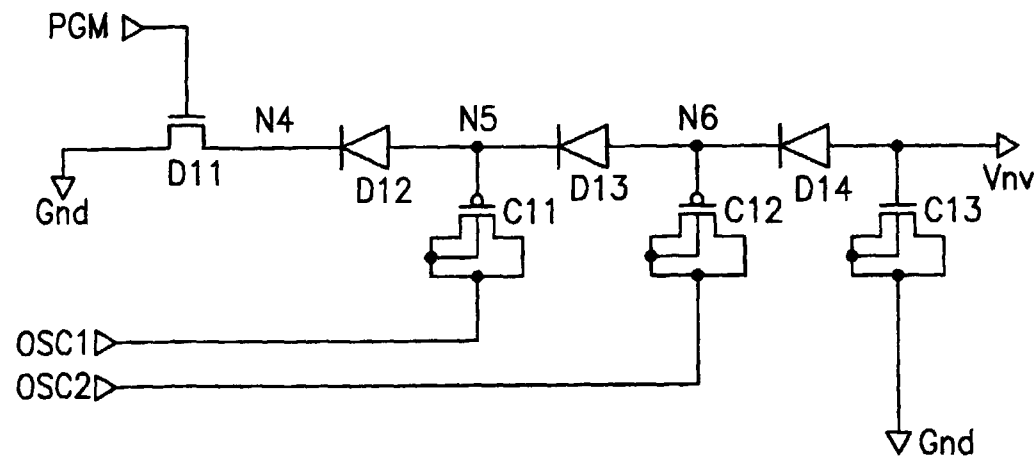 PGM
N4
N5
N6
D11
D12
D13
D14
Vnv
Gnd
C11
C12
C13
OSC1
OSC2
Gnd